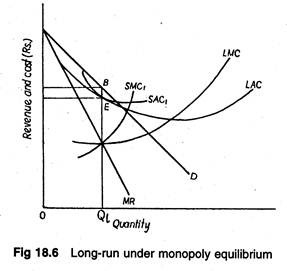 Revenue and cost (Rs.)
B
E
SMC₁
SAC₁
LMC
LAC
D
MR
0
QL
Quantity
Fig 18.6 Long-run under monopoly equilibrium